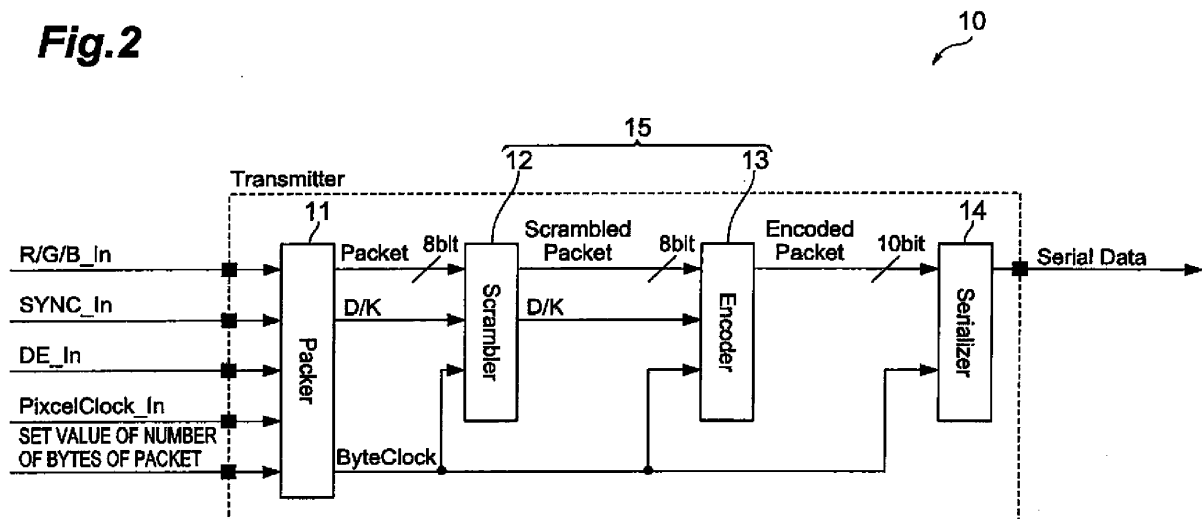 Fig.2
10
15
12
13
Transmitter
11
14
R/G/B_In
Packet
8bit
Scrambled
Packet
8bit
Encoded
Packet
10bit
Serial Data
SYNC_In
D/K
D/K
DE_In
Packer
Scrambler
Encoder
Serializer
PixcelClock_In
SET VALUE OF NUMBER
OF BYTES OF PACKET
ByteClock